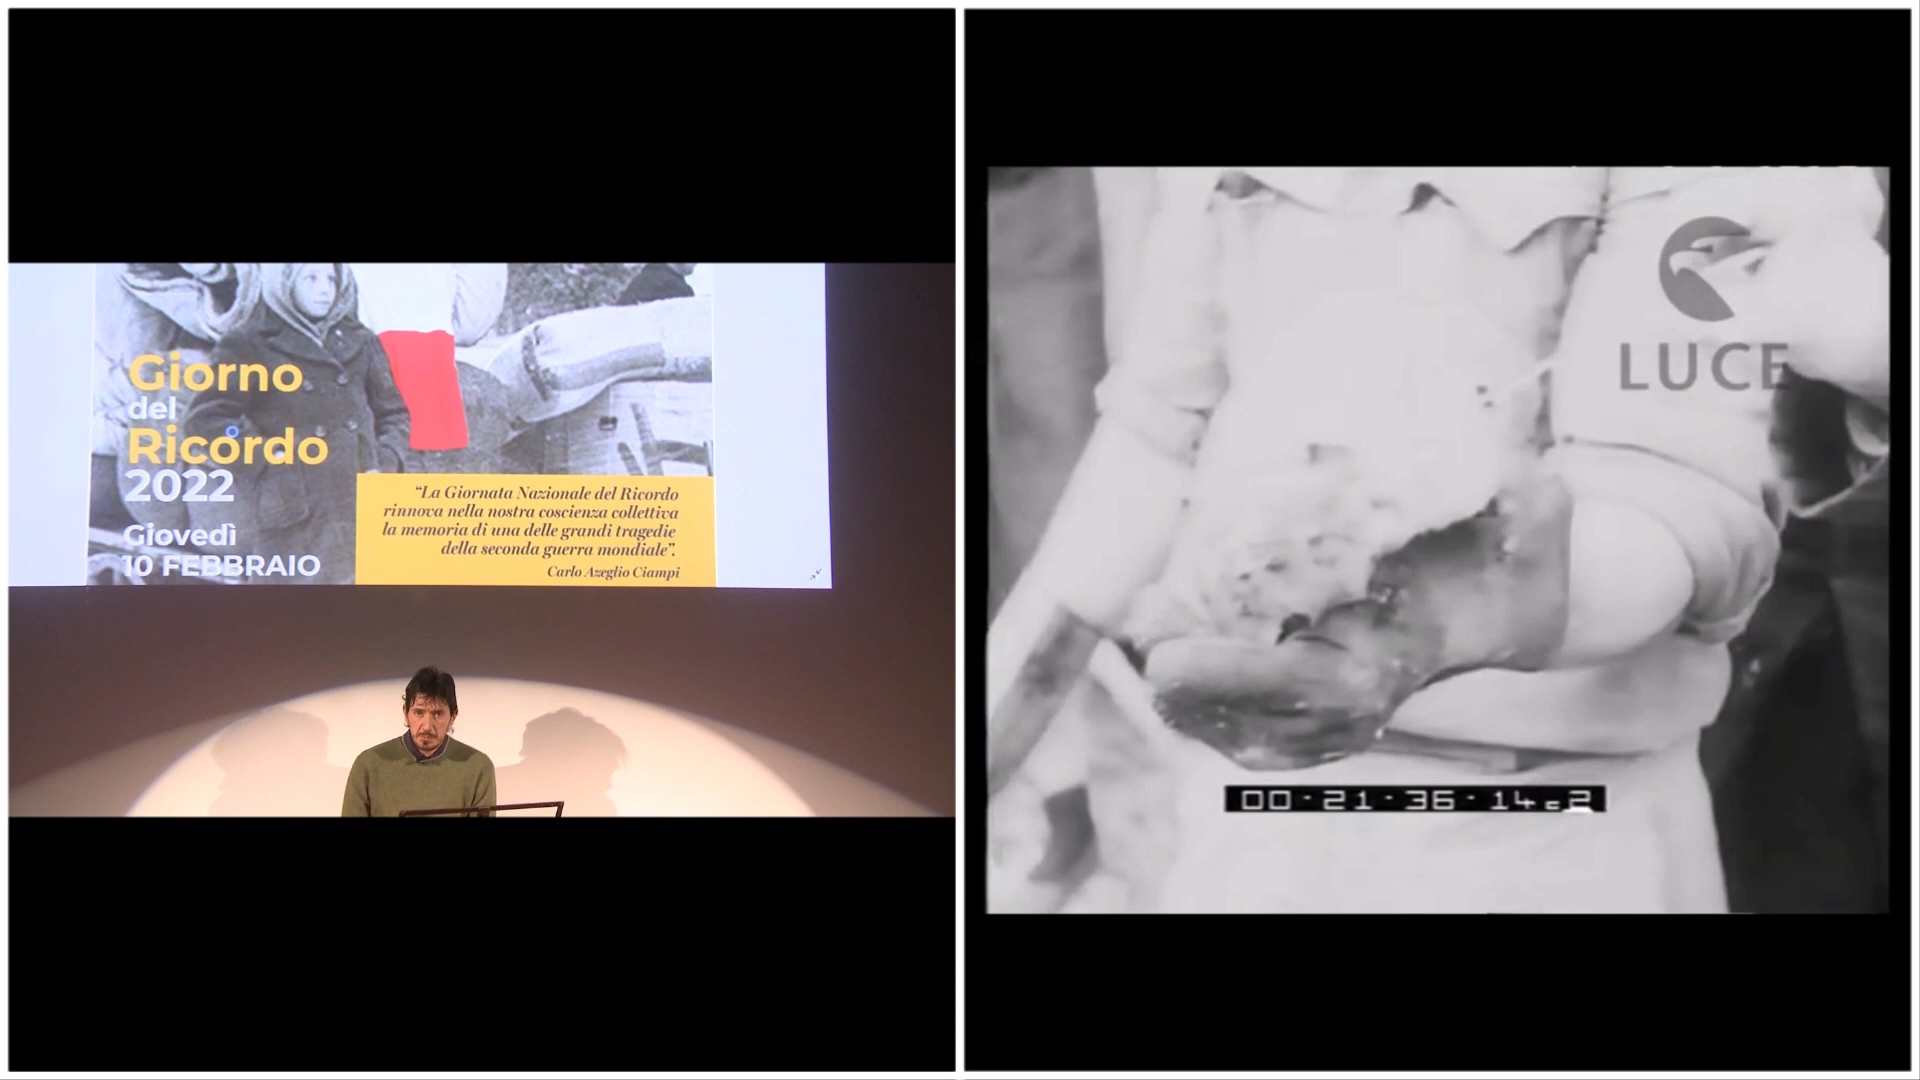 Giorno
del
Ricordo
2022
Giovedì
10 FEBBRAIO
“La Giornata Nazionale del Ricordo
rinnova nella nostra coscienza collettiva
la memoria di una delle grandi tragedie
della seconda guerra mondiale”.
Carlo Azeglio Ciampi
LUCE
00·21·36·14